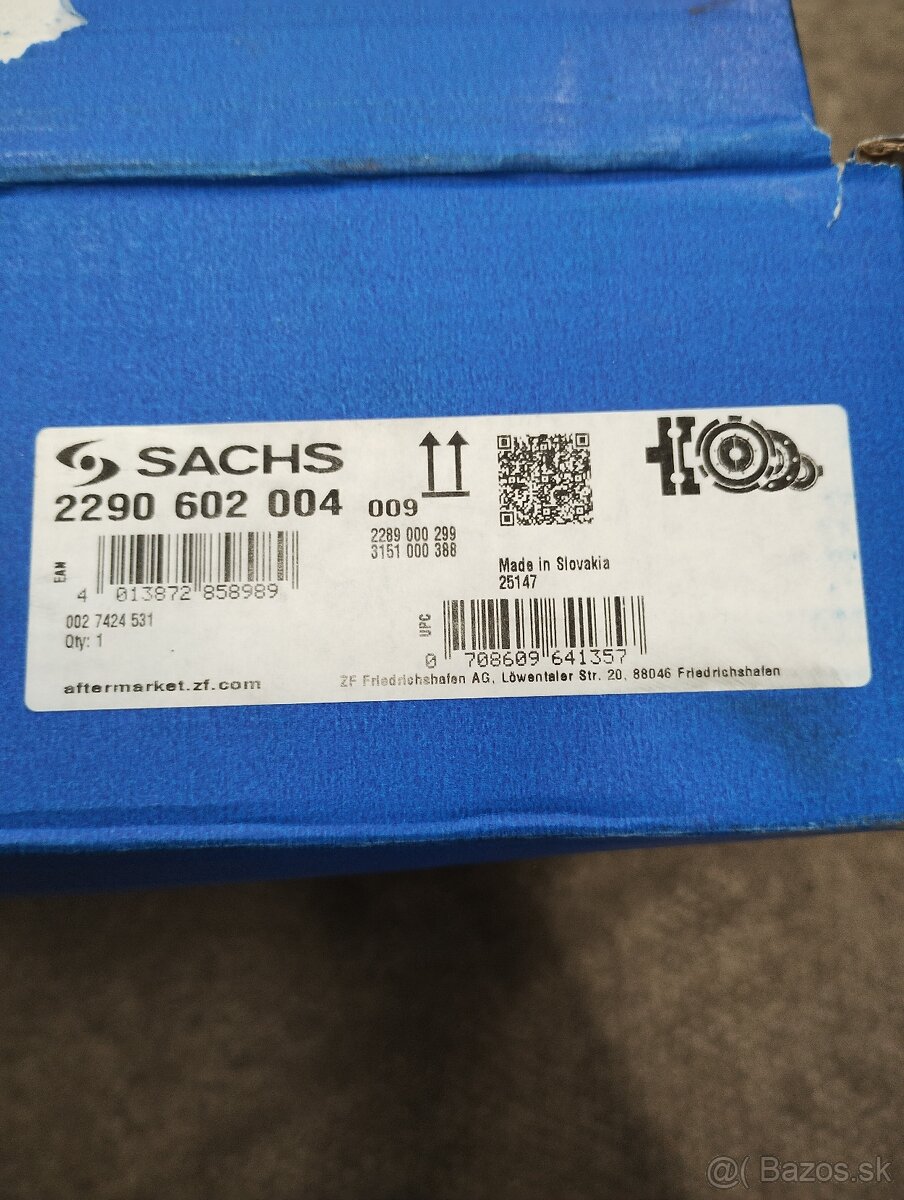 SACHS
2290 602 004 009
2289 000 299
3151 000 388
EAN
4 013872 858989
002 7424 531
Qty: 1
Made in Slovakia
25147
UPC
0 708609 641357
aftermarket.zf.com
ZF Friedrichshafen AG, Löwentaler Str. 20, 88046 Friedrichshafen
@( Bazos.sk